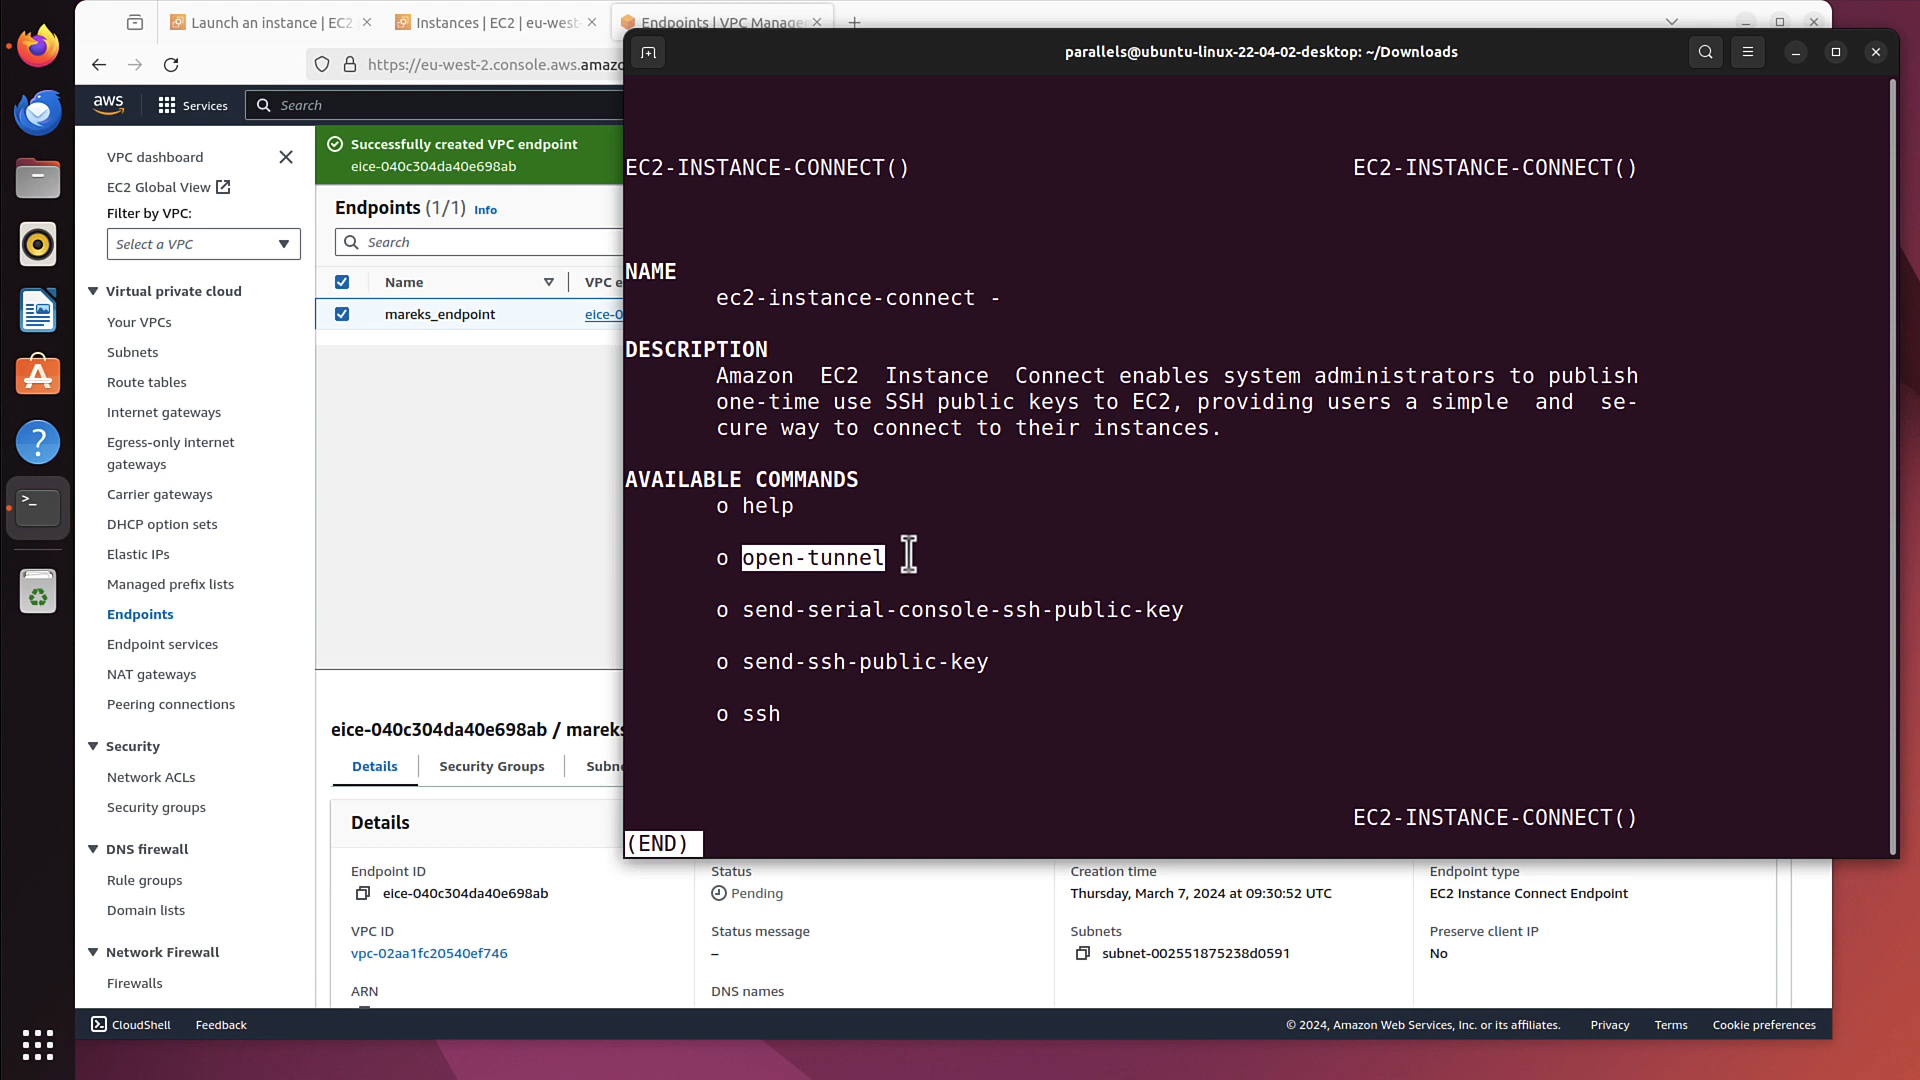 Launch an instance | EC2
Instances | EC2 | eu-west-
Endpoints | VPC Manage
https://eu-west-2.console.aws.amazo
aws
Services
Search
VPC dashboard
EC2 Global View
Filter by VPC:
Select a VPC
Virtual private cloud
Your VPCs
Subnets
Route tables
Internet gateways
Egress-only internet
gateways
Carrier gateways
DHCP option sets
Elastic IPs
Managed prefix lists
Endpoints
Endpoint services
NAT gateways
Peering connections
Security
Network ACLs
Security groups
DNS firewall
Rule groups
Domain lists
Network Firewall
Firewalls
Successfully created VPC endpoint
eice-040c304da40e698ab
Endpoints (1/1) Info
Search
Name VPC e
mareks_endpoint eice-0
eice-040c304da40e698ab / mareks
Details Security Groups Subne
Details
Endpoint ID
eice-040c304da40e698ab
Status
Pending
Creation time
Thursday, March 7, 2024 at 09:30:52 UTC
Endpoint type
EC2 Instance Connect Endpoint
VPC ID
vpc-02aa1fc20540ef746
Status message
–
Subnets
subnet-002551875238d0591
Preserve client IP
No
ARN
DNS names
CloudShell Feedback
© 2024, Amazon Web Services, Inc. or its affiliates. Privacy Terms Cookie preferences
parallels@ubuntu-linux-22-04-02-desktop: ~/Downloads
EC2-INSTANCE-CONNECT() EC2-INSTANCE-CONNECT()
NAME
ec2-instance-connect -
DESCRIPTION
Amazon EC2 Instance Connect enables system administrators to publish
one-time use SSH public keys to EC2, providing users a simple and se-
cure way to connect to their instances.
AVAILABLE COMMANDS
o help
o open-tunnel
o send-serial-console-ssh-public-key
o send-ssh-public-key
o ssh
EC2-INSTANCE-CONNECT()
(END)